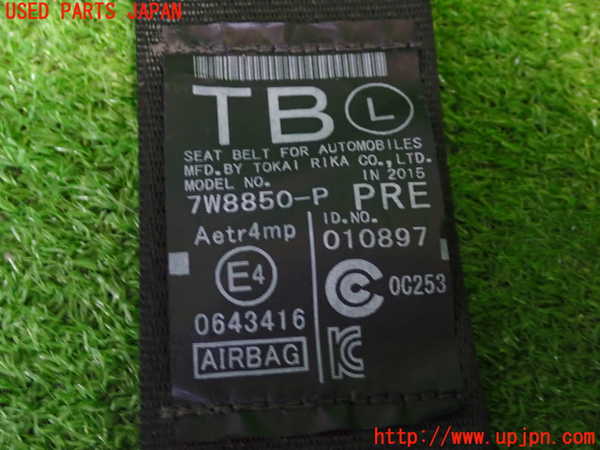 USED PARTS JAPAN
TB L
SEAT BELT FOR AUTOMOBILES
MFD.BY TOKAI RIKA CO.,LTD.
MODEL NO. IN 2015
7W8850-P PRE
Aetr4mp
E4
0643416
AIRBAG
ID.NO.
010897
C 0C253
KC
http://www.upjpn.com